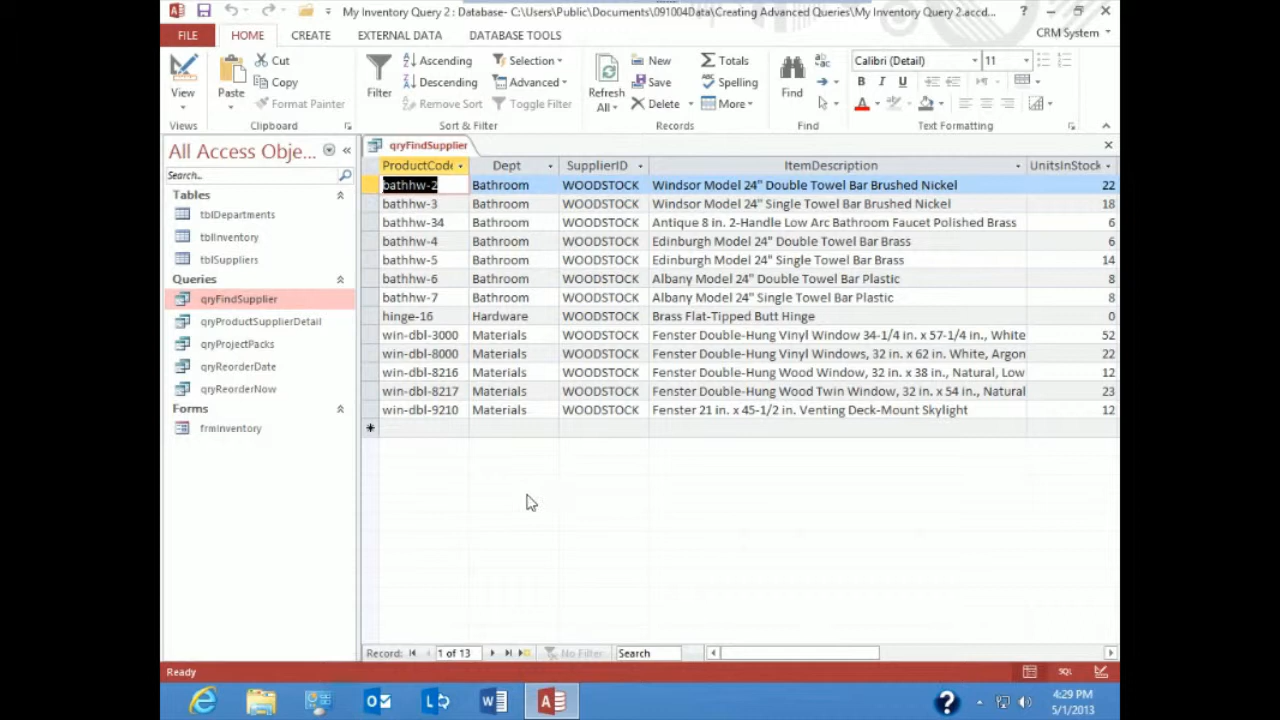 My Inventory Query 2 : Database- C:\Users\Public\Documents\091004Data\Creating Advanced Queries\My Inventory Query 2.accd...
FILE HOME CREATE EXTERNAL DATA DATABASE TOOLS CRM System
View
Views
Paste
Cut
Copy
Format Painter
Clipboard
Filter
Ascending
Descending
Remove Sort
Selection
Advanced
Toggle Filter
Sort & Filter
Refresh
All
New
Save
Delete
Totals
Spelling
More
Records
Find
Find
Calibri (Detail) 11
B I U
A
Text Formatting
All Access Obje...
Search...
Tables
tblDepartments
tblInventory
tblSuppliers
Queries
qryFindSupplier
qryProductSupplierDetail
qryProjectPacks
qryReorderDate
qryReorderNow
Forms
frmInventory
qryFindSupplier
ProductCode Dept SupplierID ItemDescription UnitsInStock
bathhw-2 Bathroom WOODSTOCK Windsor Model 24" Double Towel Bar Brushed Nickel 22
bathhw-3 Bathroom WOODSTOCK Windsor Model 24" Single Towel Bar Brushed Nickel 18
bathhw-34 Bathroom WOODSTOCK Antique 8 in. 2-Handle Low Arc Bathroom Faucet Polished Brass 6
bathhw-4 Bathroom WOODSTOCK Edinburgh Model 24" Double Towel Bar Brass 6
bathhw-5 Bathroom WOODSTOCK Edinburgh Model 24" Single Towel Bar Brass 14
bathhw-6 Bathroom WOODSTOCK Albany Model 24" Double Towel Bar Plastic 8
bathhw-7 Bathroom WOODSTOCK Albany Model 24" Single Towel Bar Plastic 8
hinge-16 Hardware WOODSTOCK Brass Flat-Tipped Butt Hinge 0
win-dbl-3000 Materials WOODSTOCK Fenster Double-Hung Vinyl Window 34-1/4 in. x 57-1/4 in., White 52
win-dbl-8000 Materials WOODSTOCK Fenster Double-Hung Vinyl Windows, 32 in. x 62 in. White, Argon 22
win-dbl-8216 Materials WOODSTOCK Fenster Double-Hung Wood Window, 32 in. x 38 in., Natural, Low 12
win-dbl-8217 Materials WOODSTOCK Fenster Double-Hung Wood Twin Window, 32 in. x 54 in., Natural 23
win-dbl-9210 Materials WOODSTOCK Fenster 21 in. x 45-1/2 in. Venting Deck-Mount Skylight 12
Record: 1 of 13 No Filter Search
Ready SQL
4:29 PM
5/1/2013